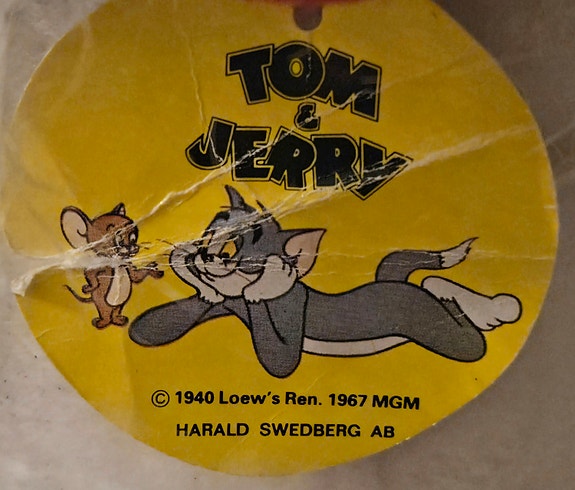 TOM
&
JERRY
© 1940 Loew's Ren. 1967 MGM
HARALD SWEDBERG AB